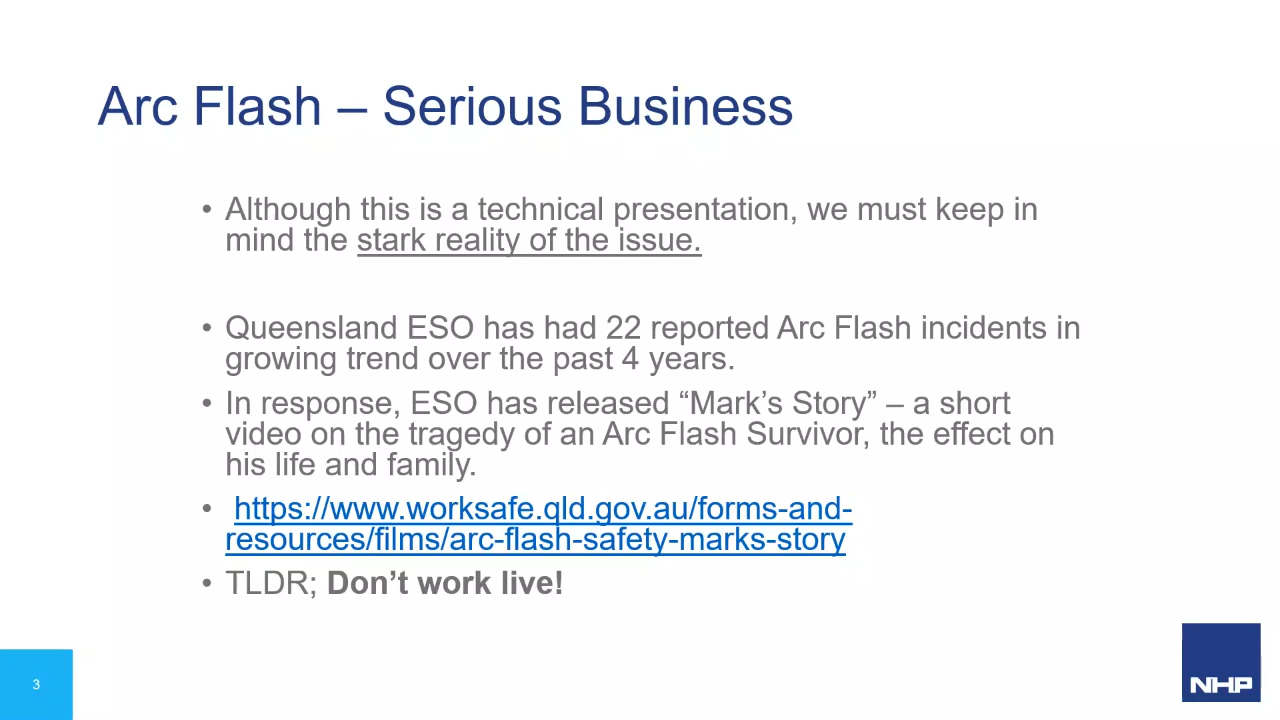 Arc Flash – Serious Business
• Although this is a technical presentation, we must keep in
mind the stark reality of the issue.
• Queensland ESO has had 22 reported Arc Flash incidents in
growing trend over the past 4 years.
• In response, ESO has released “Mark’s Story” – a short
video on the tragedy of an Arc Flash Survivor, the effect on
his life and family.
• https://www.worksafe.qld.gov.au/forms-and-
resources/films/arc-flash-safety-marks-story
• TLDR; Don’t work live!
3
NHP